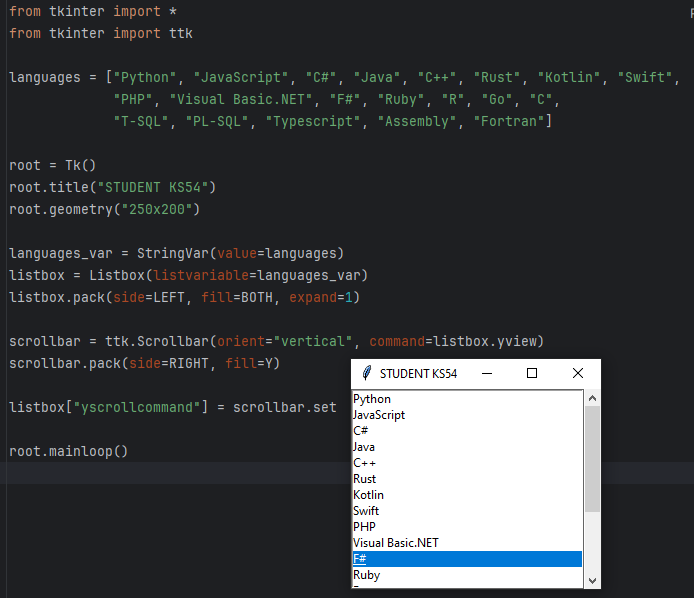 from tkinter import *
from tkinter import ttk
languages = ["Python", "JavaScript", "C#", "Java", "C++", "Rust", "Kotlin", "Swift",
"PHP", "Visual Basic.NET", "F#", "Ruby", "R", "Go", "C",
"T-SQL", "PL-SQL", "Typescript", "Assembly", "Fortran"]
root = Tk()
root.title("STUDENT KS54")
root.geometry("250x200")
languages_var = StringVar(value=languages)
listbox = Listbox(listvariable=languages_var)
listbox.pack(side=LEFT, fill=BOTH, expand=1)
scrollbar = ttk.Scrollbar(orient="vertical", command=listbox.yview)
scrollbar.pack(side=RIGHT, fill=Y)
listbox["yscrollcommand"] = scrollbar.set
root.mainloop()
STUDENT KS54
Python
JavaScript
C#
Java
C++
Rust
Kotlin
Swift
PHP
Visual Basic.NET
F#
Ruby